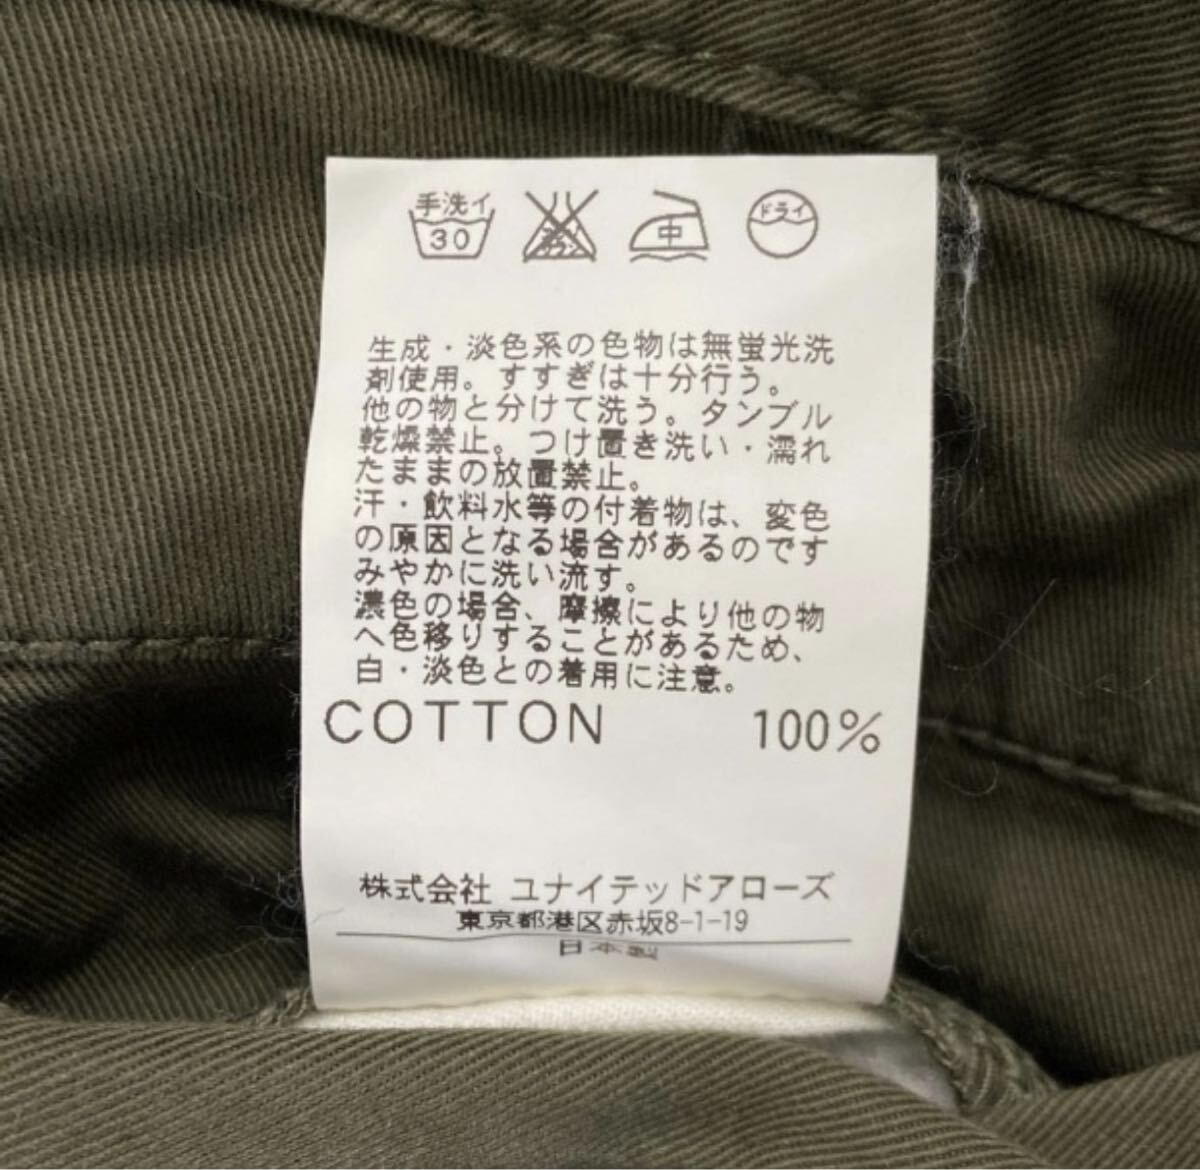 手洗イ
30
エンソ
サラシ
中
ドライ
生成・淡色系の色物は無蛍光洗
剤使用。すすぎは十分行う。
他の物と分けて洗う。タンブル
乾燥禁止。つけ置き洗い・濡れ
たままの放置禁止。
汗・飲料水等の付着物は、変色
の原因となる場合があるのです
みやかに洗い流す。
濃色の場合、摩擦により他の物
へ色移りすることがあるため、
白・淡色との着用に注意。
COTTON 100%
株式会社 ユナイテッドアローズ
東京都港区赤坂8-1-19
日本製